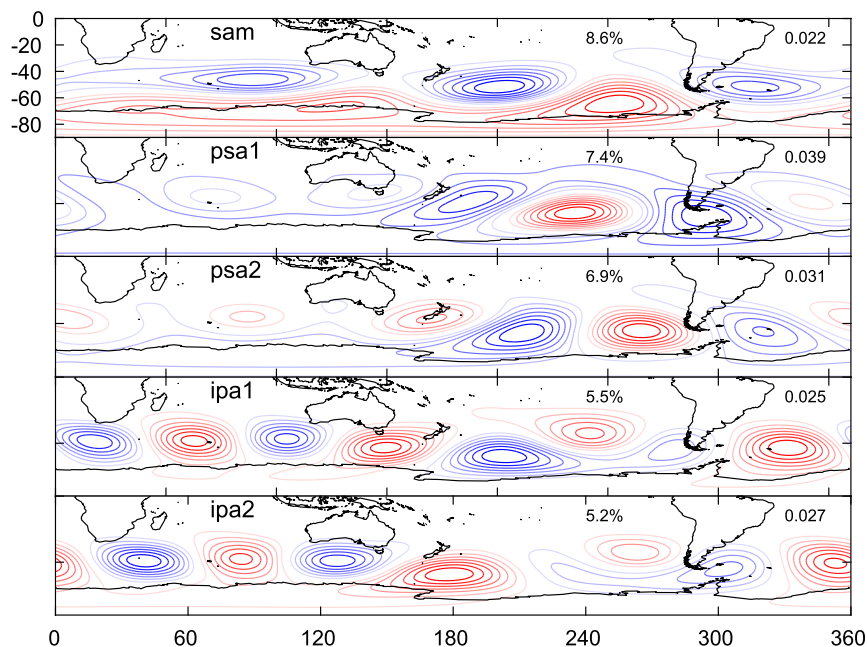 0
-20
-40
-60
-80
sam 8.6% 0.022
psa1 7.4% 0.039
psa2 6.9% 0.031
ipa1 5.5% 0.025
ipa2 5.2% 0.027
0 60 120 180 240 300 360